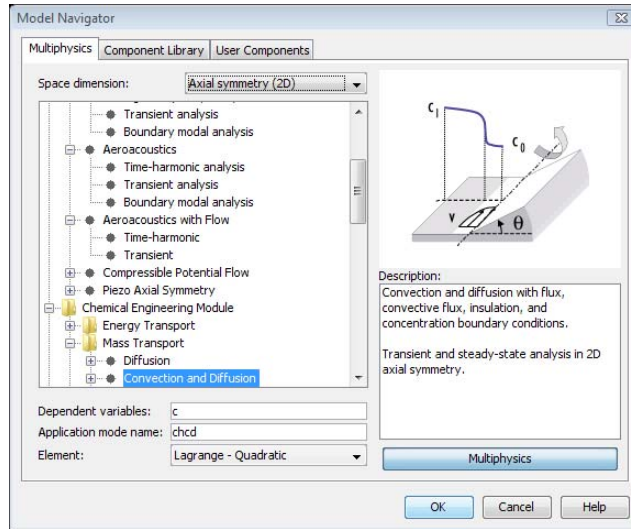 Model Navigator
Multiphysics Component Library User Components
Space dimension: Axial symmetry (2D)
Transient analysis
Boundary modal analysis
Aeroacoustics
Time-harmonic analysis
Transient analysis
Boundary modal analysis
Aeroacoustics with Flow
Time-harmonic
Transient
Compressible Potential Flow
Piezo Axial Symmetry
Chemical Engineering Module
Energy Transport
Mass Transport
Diffusion
Convection and Diffusion
Dependent variables: c
Application mode name: chcd
Element: Lagrange - Quadratic
c1
c0
v
θ
Description:
Convection and diffusion with flux,
convective flux, insulation, and
concentration boundary conditions.
Transient and steady-state analysis in 2D
axial symmetry.
Multiphysics
OK Cancel Help